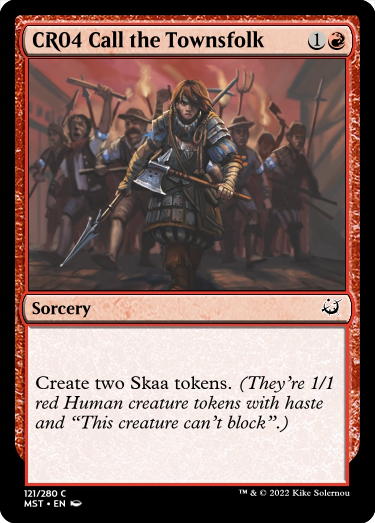 CR04 Call the Townsfolk 1
Sorcery
Create two Skaa tokens. (They're 1/1
red Human creature tokens with haste
and “This creature can't block”.)
121/280 C
MST • EN
™ & © 2022 Kike Solernou